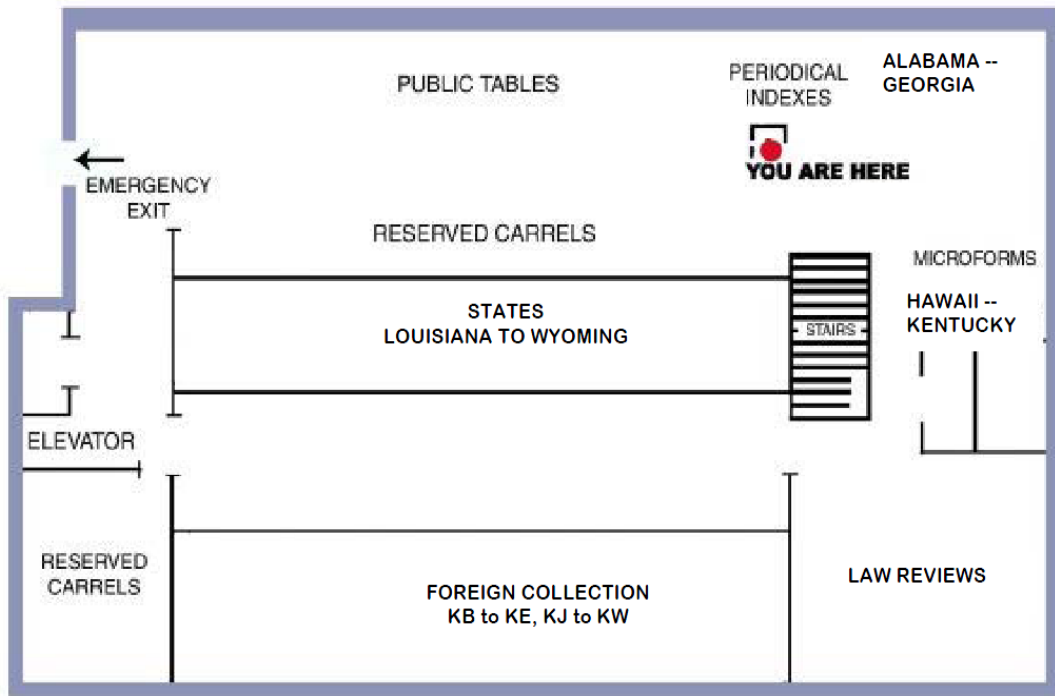 PUBLIC TABLES
PERIODICAL
INDEXES
ALABAMA --
GEORGIA
YOU ARE HERE
EMERGENCY
EXIT
RESERVED CARRELS
MICROFORMS
STATES
LOUISIANA TO WYOMING
STAIRS
HAWAII --
KENTUCKY
ELEVATOR
RESERVED
CARRELS
FOREIGN COLLECTION
KB to KE, KJ to KW
LAW REVIEWS